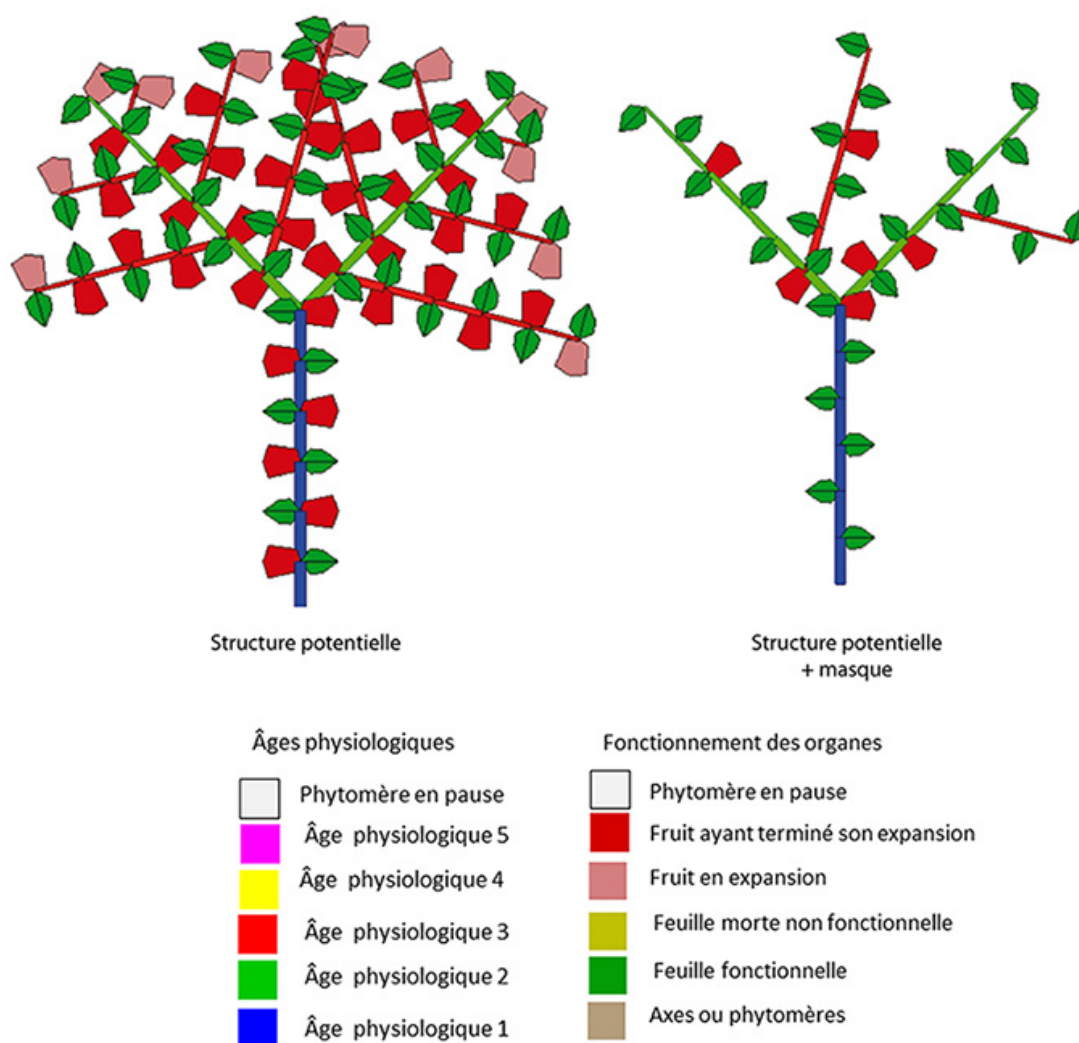 Structure potentielle
Structure potentielle
+ masque
Âges physiologiques
Phytomère en pause
Âge physiologique 5
Âge physiologique 4
Âge physiologique 3
Âge physiologique 2
Âge physiologique 1
Fonctionnement des organes
Phytomère en pause
Fruit ayant terminé son expansion
Fruit en expansion
Feuille morte non fonctionnelle
Feuille fonctionnelle
Axes ou phytomères